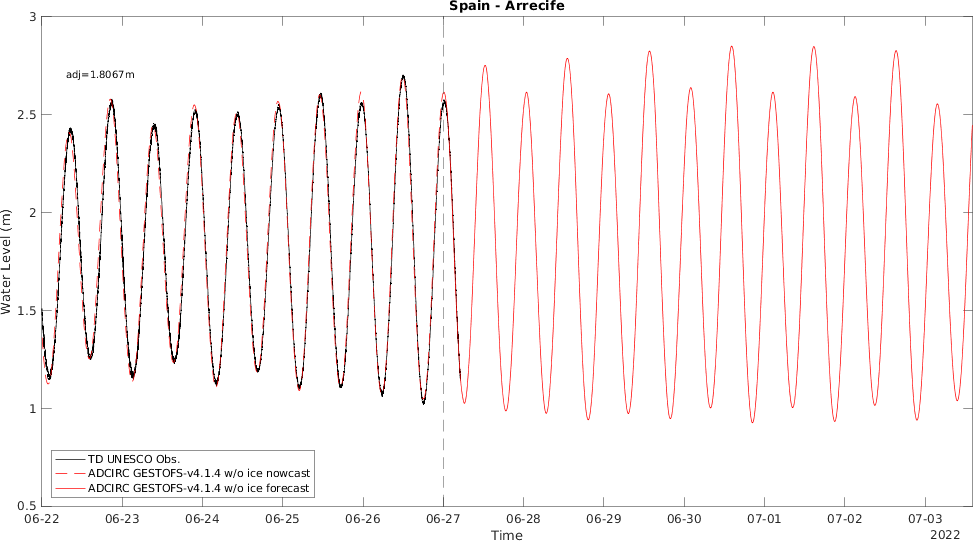 Spain - Arrecife
adj=1.8067m
Water Level (m)
3
2.5
2
1.5
1
0.5
TD UNESCO Obs.
ADCIRC GESTOFS-v4.1.4 w/o ice nowcast
ADCIRC GESTOFS-v4.1.4 w/o ice forecast
06-22 06-23 06-24 06-25 06-26 06-27 06-28 06-29 06-30 07-01 07-02 07-03
Time
2022